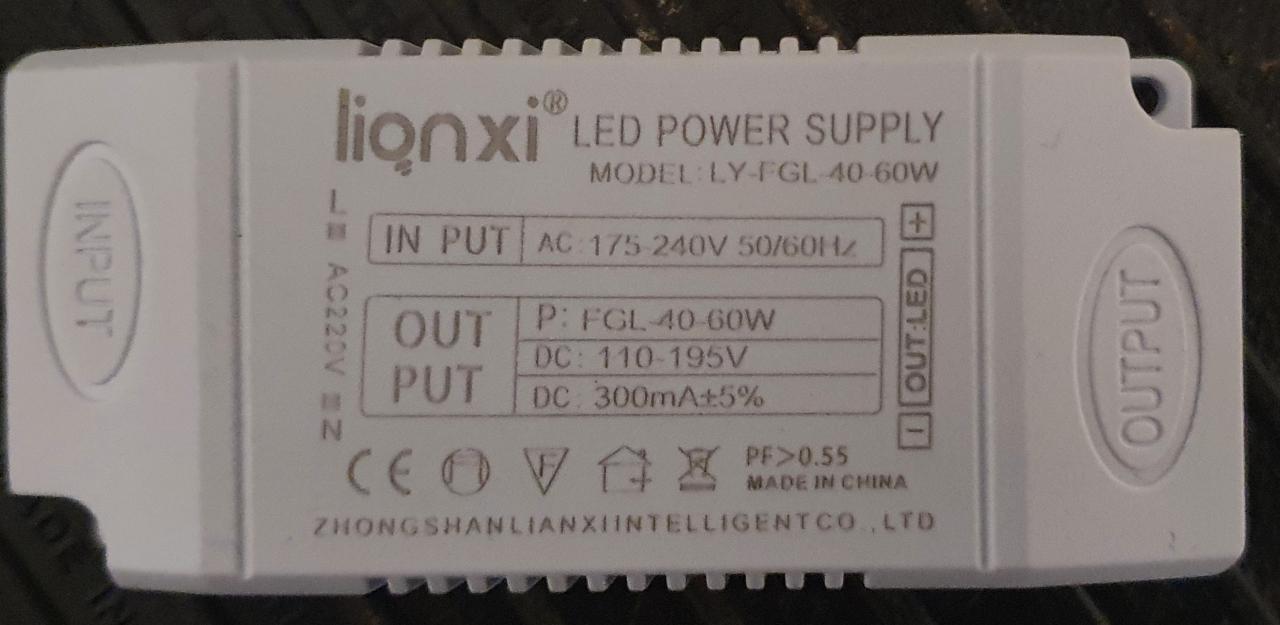 lianxi® LED POWER SUPPLY
MODEL: LY-FGL-40-60W
INPUT
L AC220V N
IN PUT AC: 175-240V 50/60Hz
OUT PUT
P: FGL-40-60W
DC: 110-195V
DC: 300mA±5%
+ OUT:LED -
OUTPUT
CE F PF>0.55
MADE IN CHINA
ZHONGSHANLIANXIINTELLIGENTCO.,LTD